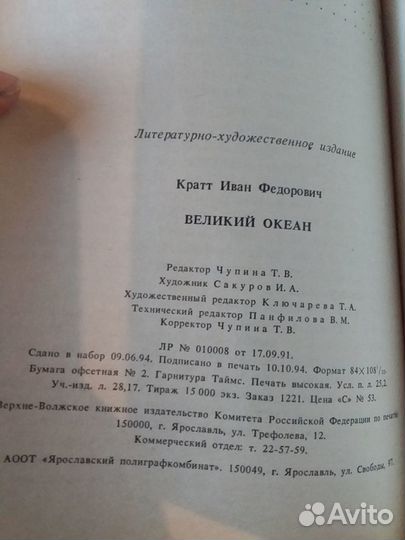 Литературно-художественное издание
Кратт Иван Федорович
ВЕЛИКИЙ ОКЕАН
Редактор Чупина Т. В.
Художник Сакуров И. А.
Художественный редактор Ключарева Т. А.
Технический редактор Панфилова В. М.
Корректор Чупина Т. В.
ЛР № 010008 от 17.09.91.
Сдано в набор 09.06.94. Подписано в печать 10.10.94. Формат 84×108¹/₃₂.
Бумага офсетная № 2. Гарнитура Таймс. Печать высокая. Усл. п. л. 25,2.
Уч.-изд. л. 28,17. Тираж 15 000 экз. Заказ 1221. Цена «С» № 53.
Верхне-Волжское книжное издательство Комитета Российской Федерации по печати
150000, г. Ярославль, ул. Трефолева, 12.
Коммерческий отдел: т. 22-57-59.
АООТ «Ярославский полиграфкомбинат». 150049, г. Ярославль, ул. Свободы, 97.
Avito